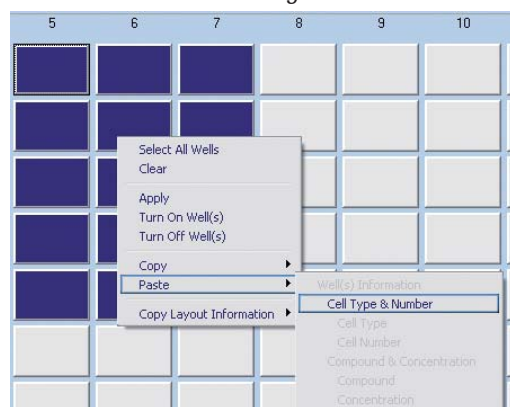 5 6 7 8 9 10
Select All Wells
Clear
Apply
Turn On Well(s)
Turn Off Well(s)
Copy
Paste
Copy Layout Information
Well(s) Information
Cell Type & Number
Cell Type
Cell Number
Compound & Concentration
Compound
Concentration